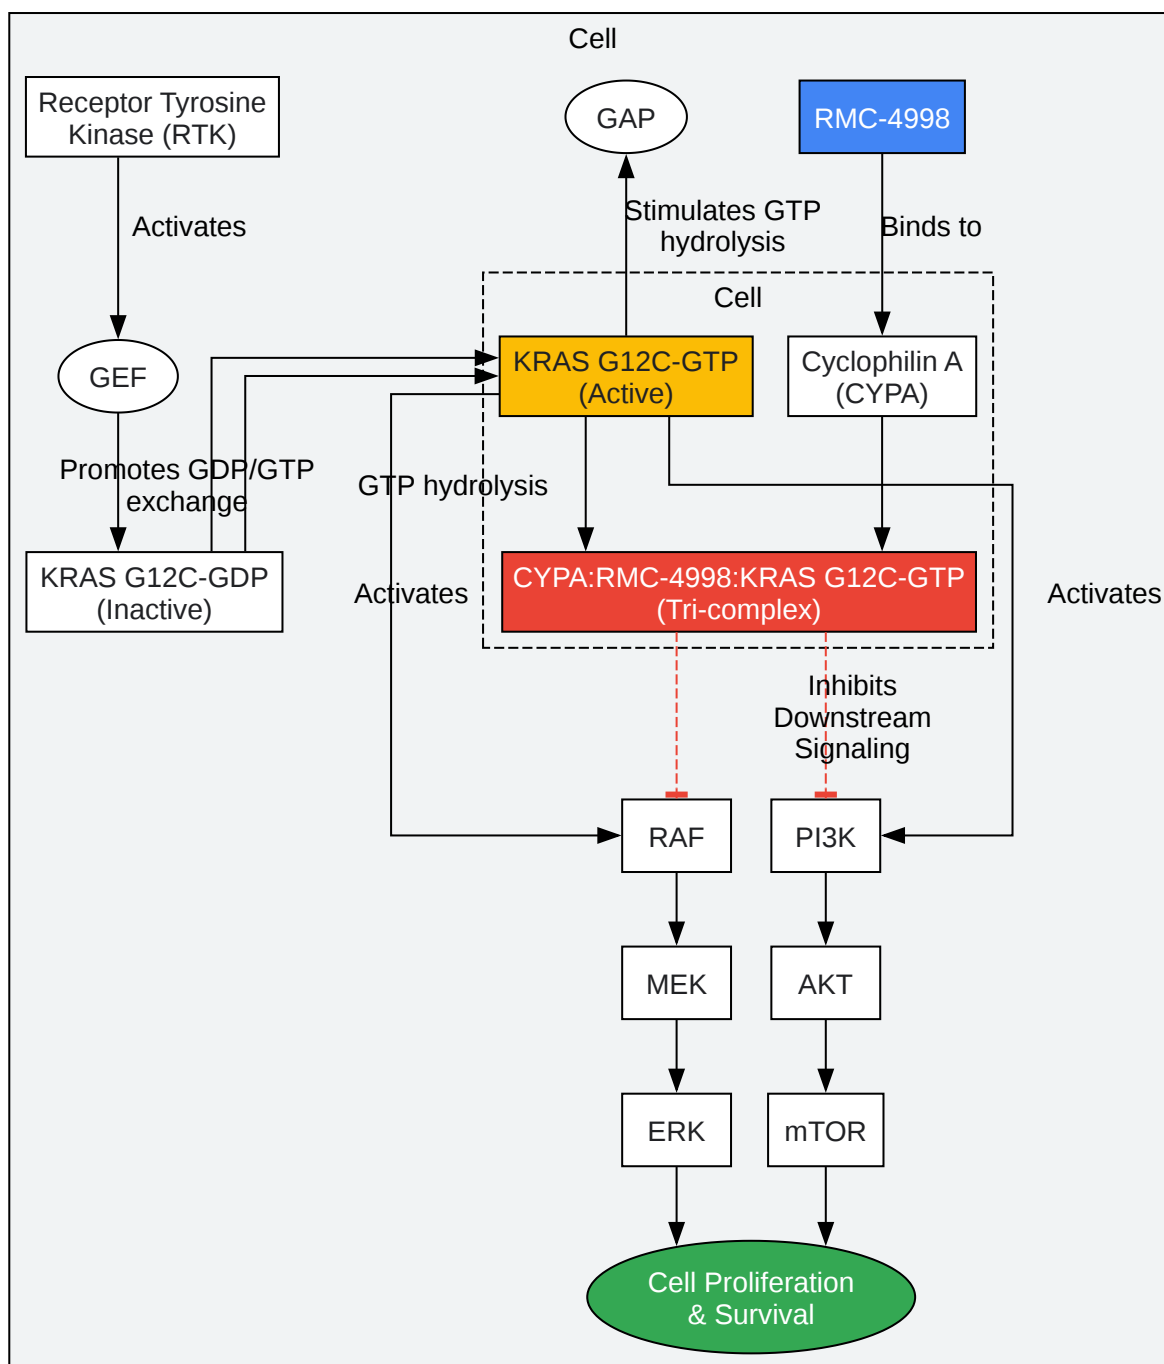 Cell
Receptor Tyrosine
Kinase (RTK)
GAP
RMC-4998
Activates
Stimulates GTP
hydrolysis
Binds to
Cell
GEF
KRAS G12C-GTP
(Active)
Cyclophilin A
(CYPA)
Promotes GDP/GTP
exchange
GTP hydrolysis
KRAS G12C-GDP
(Inactive)
Activates
CYPA:RMC-4998:KRAS G12C-GTP
(Tri-complex)
Activates
Inhibits
Downstream
Signaling
RAF
PI3K
MEK
AKT
ERK
mTOR
Cell Proliferation
& Survival